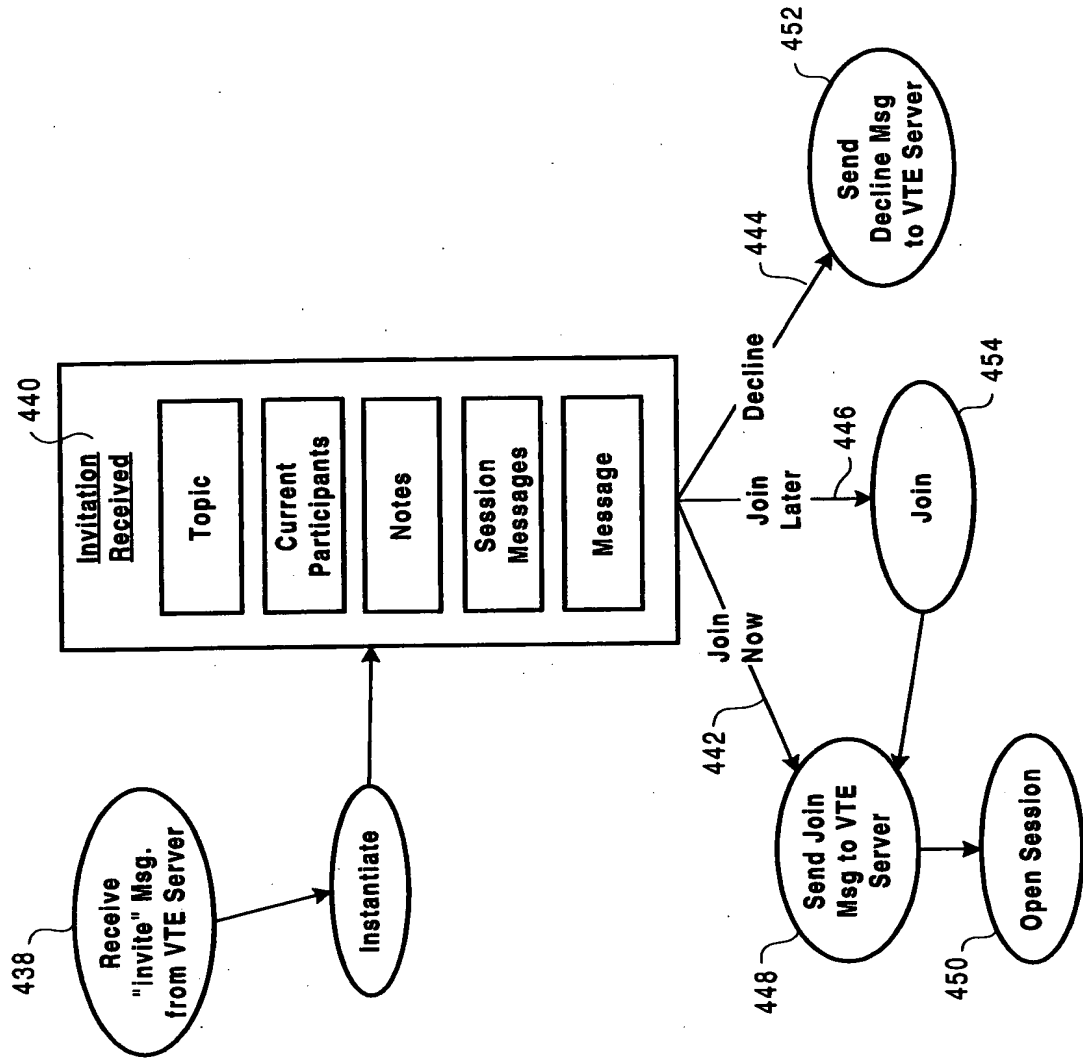 438
Receive
"invite" Msg.
from VTE Server
Instantiate
440
Invitation
Received
Topic
Current
Participants
Notes
Session
Messages
Message
Join
Now
442
Join
Later
446
Decline
444
448
Send Join
Msg to VTE
Server
450
Open Session
Join
454
Send
Decline Msg
to VTE Server
452